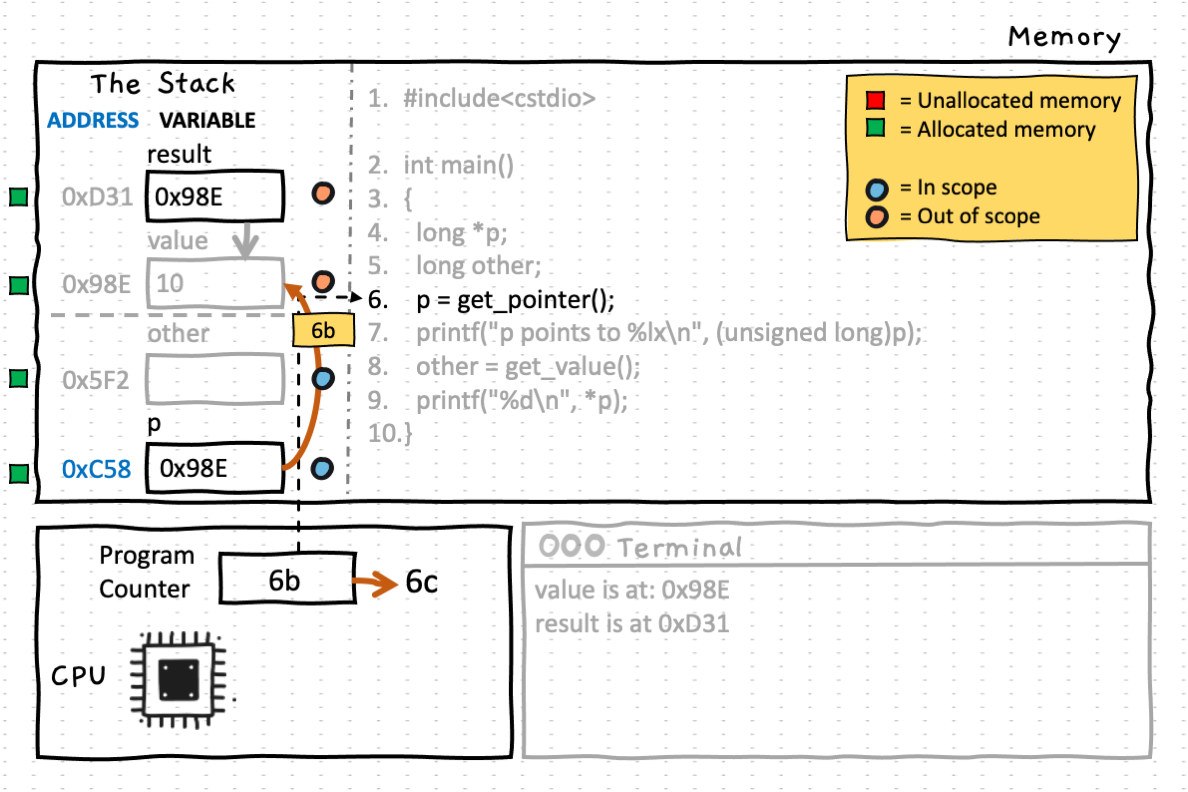 Memory
The Stack
ADDRESS VARIABLE
result
0xD31 0x98E
value
0x98E 10
other
0x5F2
p
0xC58 0x98E
6b
1. #include<cstdio>
2. int main()
3. {
4. long *p;
5. long other;
6. p = get_pointer();
7. printf("p points to %lx\n", (unsigned long)p);
8. other = get_value();
9. printf("%d\n", *p);
10.}
= Unallocated memory
= Allocated memory
= In scope
= Out of scope
Program
Counter
6b 6c
CPU
Terminal
value is at: 0x98E
result is at 0xD31